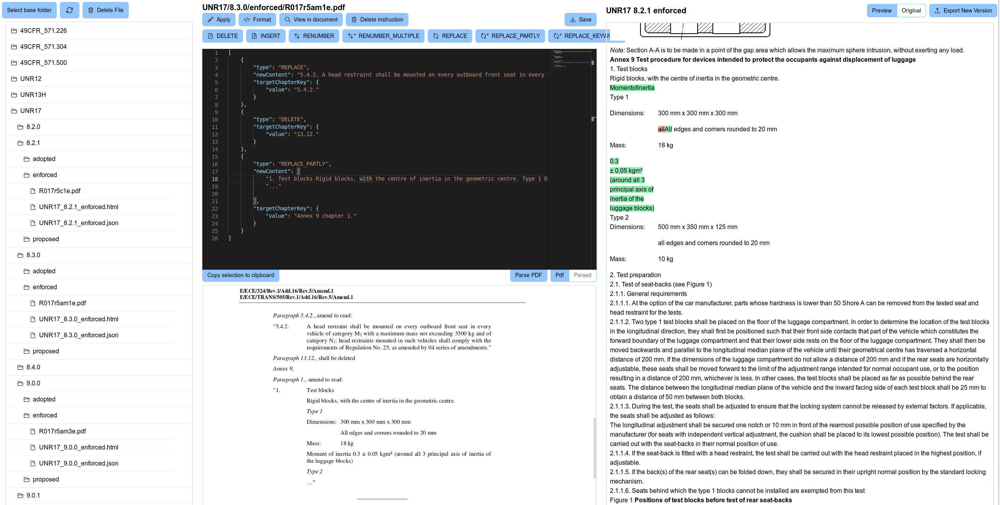 Select base folder
Delete File
49CFR_571.226
49CFR_571.304
49CFR_571.500
UNR12
UNR13H
UNR17
8.2.0
8.2.1
adopted
enforced
R017r5c1e.pdf
UNR17_8.2.1_enforced.html
UNR17_8.2.1_enforced.json
proposed
8.3.0
adopted
enforced
R017r5am1e.pdf
UNR17_8.3.0_enforced.html
UNR17_8.3.0_enforced.json
proposed
8.4.0
9.0.0
adopted
enforced
R017r5am3e.pdf
UNR17_9.0.0_enforced.html
UNR17_9.0.0_enforced.json
proposed
9.0.1
UNR17/8.3.0/enforced/R017r5am1e.pdf
Apply
</> Format
View in document
Delete instruction
Save
DELETE
INSERT
RENUMBER
* RENUMBER_MULTIPLE
REPLACE
* REPLACE_PARTLY
* REPLACE_KEYWO
1 [
2 {
3 "type": "REPLACE",
4 "newContent": "5.4.2. A head restraint shall be mounted on every outboard front seat in every
5 "targetChapterKey": {
6 "value": "5.4.2."
7 }
8 },
9 {
10 "type": "DELETE",
11 "targetChapterKey": {
12 "value": "13.12."
13 }
14 },
15 {
16 "type": "REPLACE_PARTLY",
17 "newContent": [
18 "1. Test blocks Rigid blocks, with the centre of inertia in the geometric centre. Type 1 D
19 "..."
20
21 ],
22 "targetChapterKey": {
23 "value": "Annex 9 chapter 1."
24 }
25 }
26 ]
Copy selection to clipboard
Parse PDF
Pdf
Parsed
E/ECE/324/Rev.1/Add.16/Rev.5/Amend.1
E/ECE/TRANS/505/Rev.1/Add.16/Rev.5/Amend.1
Paragraph 5.4.2., amend to read:
"5.4.2. A head restraint shall be mounted on every outboard front seat in every
vehicle of category M₂ with a maximum mass not exceeding 3500 kg and of
category N₁; head restraints mounted in such vehicles shall comply with the
requirements of Regulation No. 25, as amended by 04 series of amendments."
Paragraph 13.12., shall be deleted
Annex 9,
Paragraph 1., amend to read:
"1. Test blocks
Rigid blocks, with the centre of inertia in the geometric centre.
Type 1
Dimensions: 300 mm x 300 mm x 300 mm
All edges and corners rounded to 20 mm
Mass: 18 kg
Moment of inertia 0.3 ± 0.05 kgm² (around all 3 principal axis of inertia of
the luggage blocks)
Type 2
…"
UNR17 8.2.1 enforced
Preview
Original
Export New Version
Note: Section A-A is to be made in a point of the gap area which allows the maximum sphere intrusion, without exerting any load.
Annex 9 Test procedure for devices intended to protect the occupants against displacement of luggage
1. Test blocks
Rigid blocks, with the centre of inertia in the geometric centre.
Momentofinertia
Type 1
Dimensions: 300 mm x 300 mm x 300 mm
allAll edges and corners rounded to 20 mm
Mass: 18 kg
0.3
± 0.05 kgm²
(around all 3
principal axis of
inertia of the
luggage blocks)
Type 2
Dimensions: 500 mm x 350 mm x 125 mm
all edges and corners rounded to 20 mm
Mass: 10 kg
2. Test preparation
2.1. Test of seat-backs (see Figure 1)
2.1.1. General requirements
2.1.1.1. At the option of the car manufacturer, parts whose hardness is lower than 50 Shore A can be removed from the tested seat and
head restraint for the tests.
2.1.1.2. Two type 1 test blocks shall be placed on the floor of the luggage compartment. In order to determine the location of the test blocks
in the longitudinal direction, they shall first be positioned such that their front side contacts that part of the vehicle which constitutes the
forward boundary of the luggage compartment and that their lower side rests on the floor of the luggage compartment. They shall then be
moved backwards and parallel to the longitudinal median plane of the vehicle until their geometrical centre has traversed a horizontal
distance of 200 mm. If the dimensions of the luggage compartment do not allow a distance of 200 mm and if the rear seats are horizontally
adjustable, these seats shall be moved forward to the limit of the adjustment range intended for normal occupant use, or to the position
resulting in a distance of 200 mm, whichever is less. In other cases, the test blocks shall be placed as far as possible behind the rear
seats. The distance between the longitudinal median plane of the vehicle and the inward facing side of each test block shall be 25 mm to
obtain a distance of 50 mm between both blocks.
2.1.1.3. During the test, the seats shall be adjusted to ensure that the locking system cannot be released by external factors. If applicable,
the seats shall be adjusted as follows:
The longitudinal adjustment shall be secured one notch or 10 mm in front of the rearmost possible position of use specified by the
manufacturer (for seats with independent vertical adjustment, the cushion shall be placed to its lowest possible position). The test shall be
carried out with the seat-backs in their normal position of use.
2.1.1.4. If the seat-back is fitted with a head restraint, the test shall be carried out with the head restraint placed in the highest position, if
adjustable.
2.1.1.5. If the back(s) of the rear seat(s) can be folded down, they shall be secured in their upright normal position by the standard locking
mechanism.
2.1.1.6. Seats behind which the type 1 blocks cannot be installed are exempted from this test
Figure 1 Positions of test blocks before test of rear seat-backs